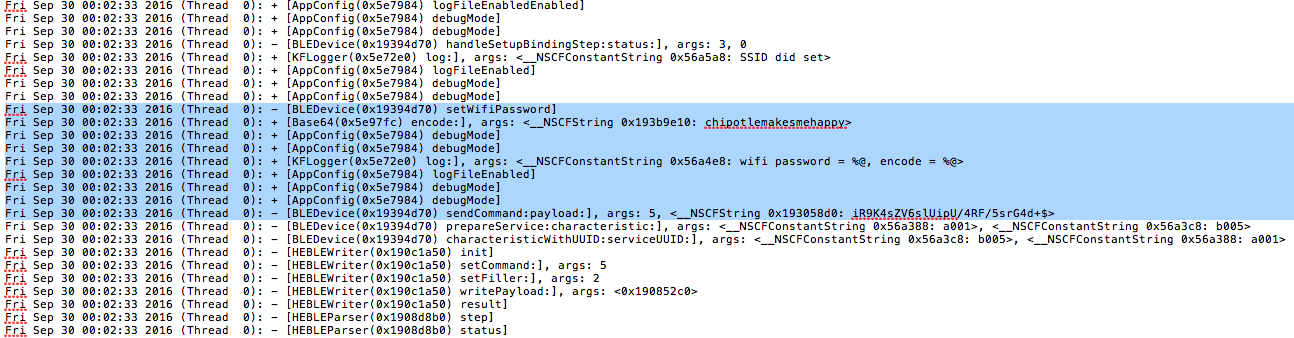 Fri Sep 30 00:02:33 2016 (Thread  0): + [AppConfig(0x5e7984) logFileEnabledEnabled]
Fri Sep 30 00:02:33 2016 (Thread  0): + [AppConfig(0x5e7984) debugMode]
Fri Sep 30 00:02:33 2016 (Thread  0): + [AppConfig(0x5e7984) debugMode]
Fri Sep 30 00:02:33 2016 (Thread  0): - [BLEDevice(0x19394d70) handleSetupBindingStep:status:], args: 3, 0
Fri Sep 30 00:02:33 2016 (Thread  0): + [KFLogger(0x5e72e0) log:], args: <__NSCFConstantString 0x56a5a8: SSID did set>
Fri Sep 30 00:02:33 2016 (Thread  0): + [AppConfig(0x5e7984) logFileEnabled]
Fri Sep 30 00:02:33 2016 (Thread  0): + [AppConfig(0x5e7984) debugMode]
Fri Sep 30 00:02:33 2016 (Thread  0): + [AppConfig(0x5e7984) debugMode]
Fri Sep 30 00:02:33 2016 (Thread  0): - [BLEDevice(0x19394d70) setWifiPassword]
Fri Sep 30 00:02:33 2016 (Thread  0): + [Base64(0x5e97fc) encode:], args: <__NSCFString 0x193b9e10: chipotlemakesmehappy>
Fri Sep 30 00:02:33 2016 (Thread  0): + [AppConfig(0x5e7984) debugMode]
Fri Sep 30 00:02:33 2016 (Thread  0): + [AppConfig(0x5e7984) debugMode]
Fri Sep 30 00:02:33 2016 (Thread  0): + [KFLogger(0x5e72e0) log:], args: <__NSCFConstantString 0x56a4e8: wifi password = %@, encode = %@>
Fri Sep 30 00:02:33 2016 (Thread  0): + [AppConfig(0x5e7984) logFileEnabled]
Fri Sep 30 00:02:33 2016 (Thread  0): + [AppConfig(0x5e7984) debugMode]
Fri Sep 30 00:02:33 2016 (Thread  0): + [AppConfig(0x5e7984) debugMode]
Fri Sep 30 00:02:33 2016 (Thread  0): - [BLEDevice(0x19394d70) sendCommand:payload:], args: 5, <__NSCFString 0x193058d0: iR9K4sZV6slUipU/4RF/5srG4d+$>
Fri Sep 30 00:02:33 2016 (Thread  0): - [BLEDevice(0x19394d70) prepareService:characteristic:], args: <__NSCFConstantString 0x56a388: a001>, <__NSCFConstantString 0x56a3c8: b005>
Fri Sep 30 00:02:33 2016 (Thread  0): - [BLEDevice(0x19394d70) characteristicWithUUID:serviceUUID:], args: <__NSCFConstantString 0x56a3c8: b005>, <__NSCFConstantString 0x56a388: a001>
Fri Sep 30 00:02:33 2016 (Thread  0): - [HEBLEWriter(0x190c1a50) init]
Fri Sep 30 00:02:33 2016 (Thread  0): - [HEBLEWriter(0x190c1a50) setCommand:], args: 5
Fri Sep 30 00:02:33 2016 (Thread  0): - [HEBLEWriter(0x190c1a50) setFiller:], args: 2
Fri Sep 30 00:02:33 2016 (Thread  0): - [HEBLEWriter(0x190c1a50) writePayload:], args: <0x190852c0>
Fri Sep 30 00:02:33 2016 (Thread  0): - [HEBLEWriter(0x190c1a50) result]
Fri Sep 30 00:02:33 2016 (Thread  0): - [HEBLEParser(0x1908d8b0) step]
Fri Sep 30 00:02:33 2016 (Thread  0): - [HEBLEParser(0x1908d8b0) status]